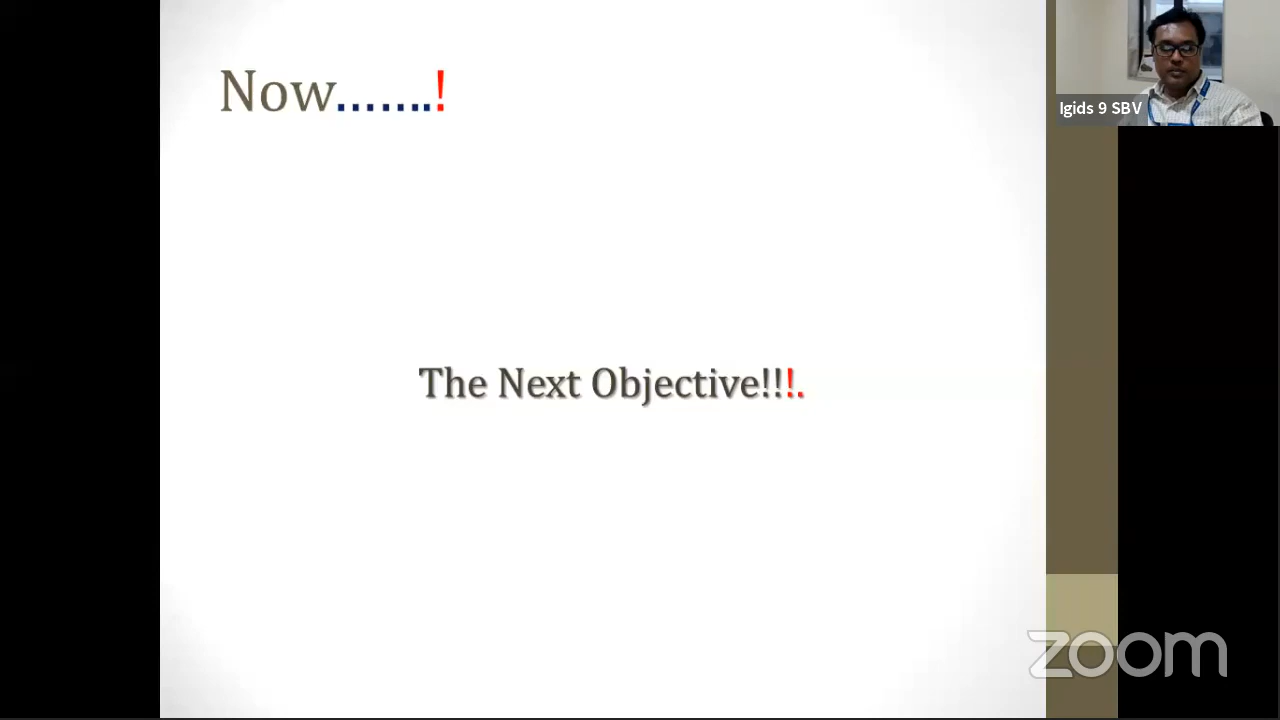 Now.......!
Igids 9 SBV
The Next Objective!!!.
zoom